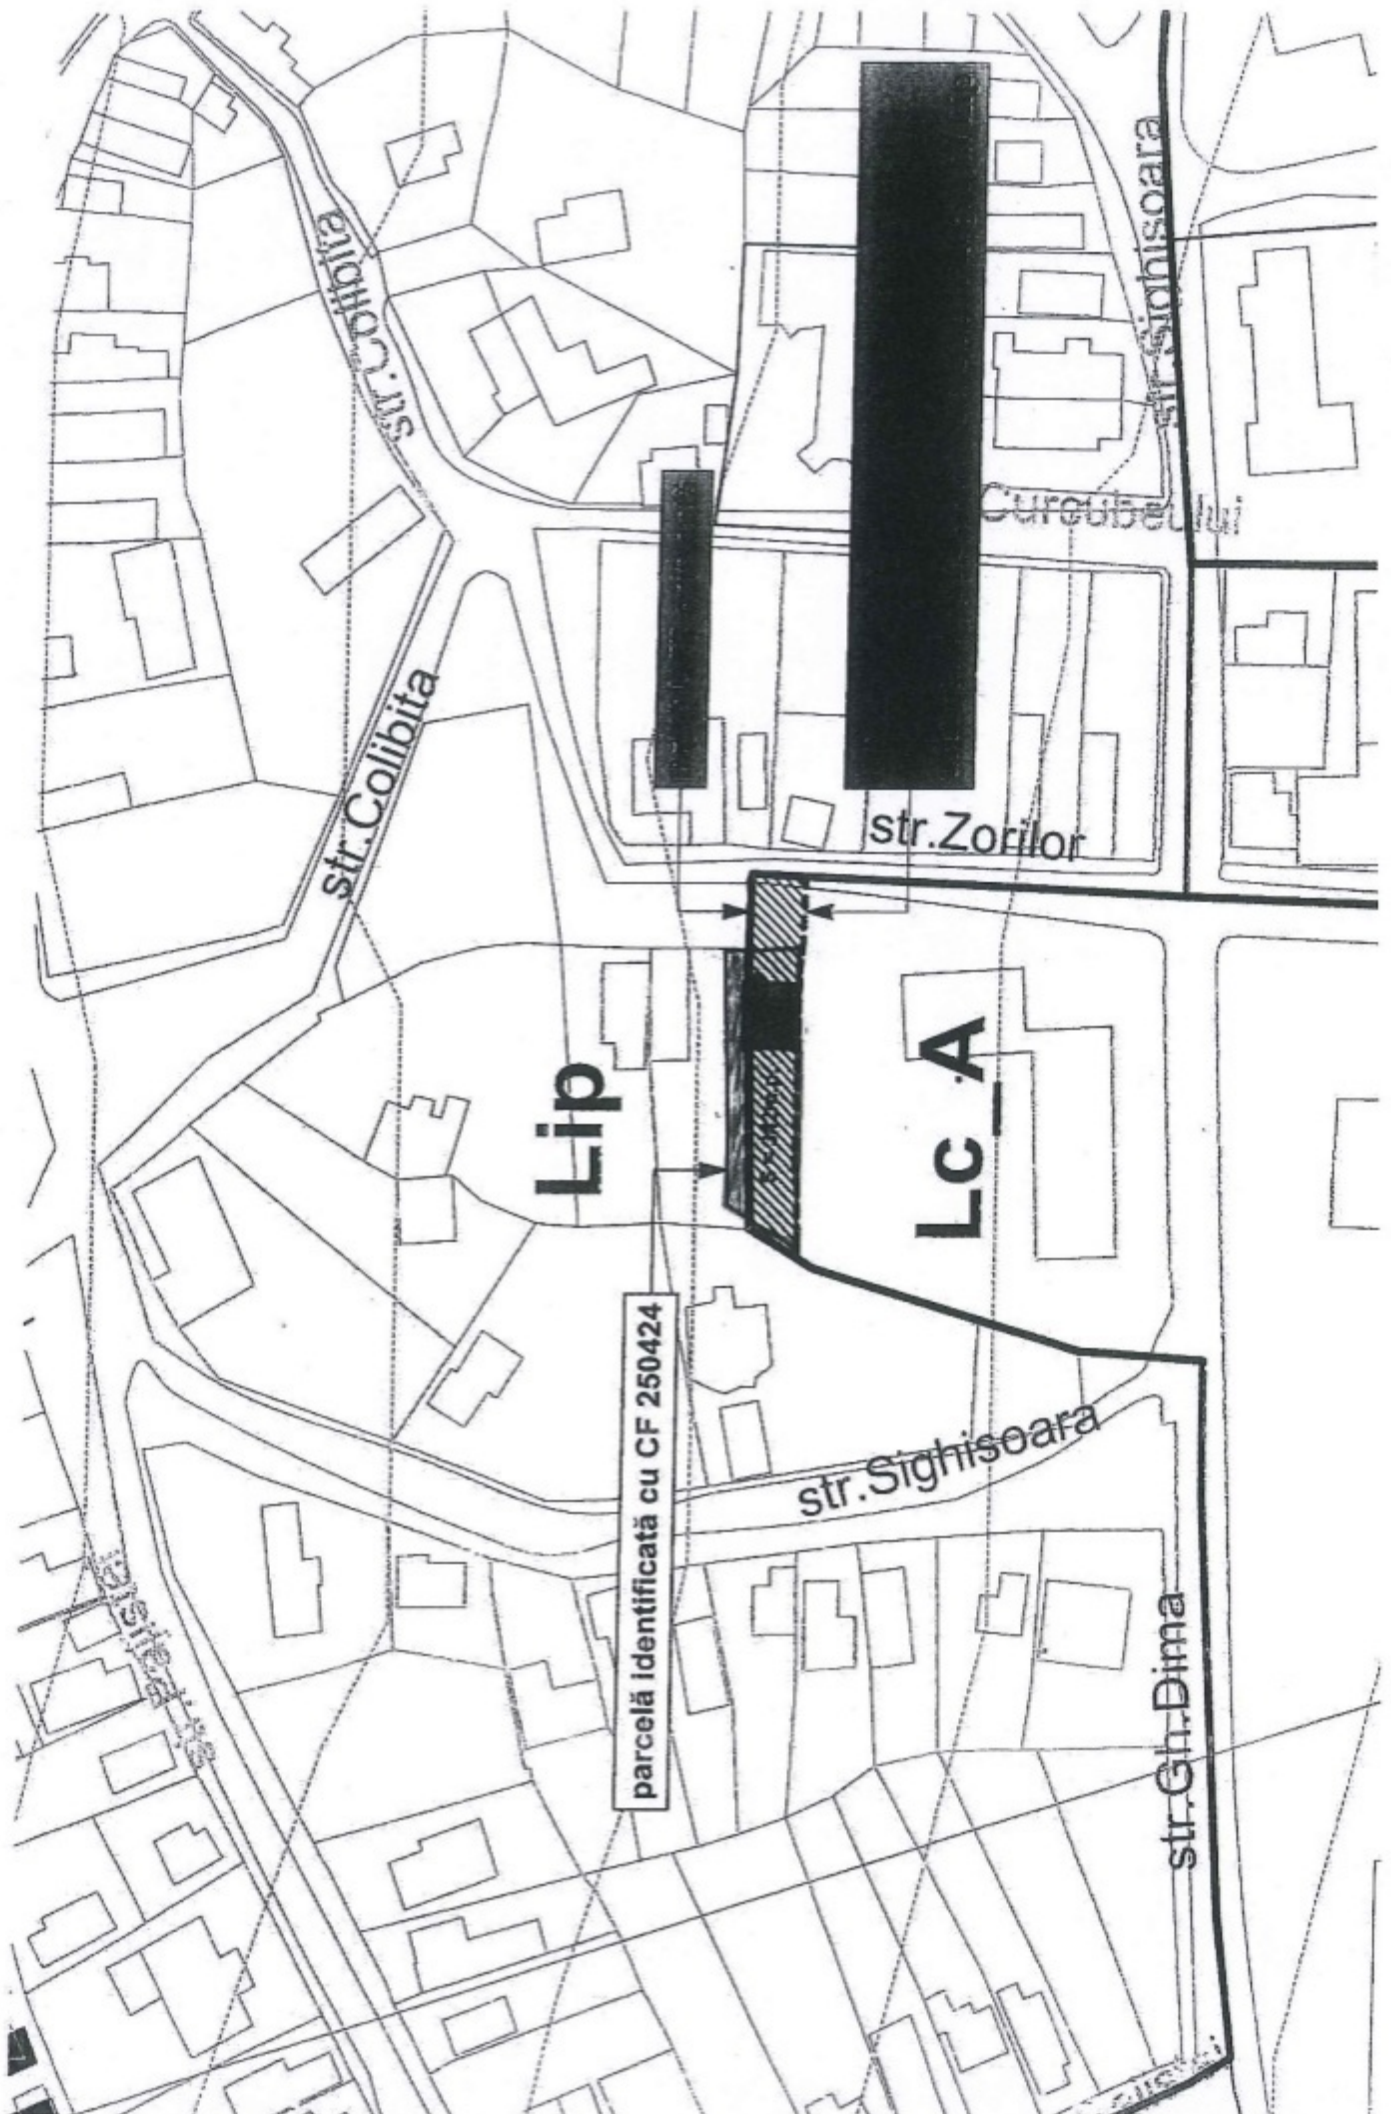 str.Colibita
str.Sighisoara
str.Colibita
str.Zorilor
Lip
Lc_A
parcelă identificată cu CF 250424
str.Sighisoara
str.Gh.Dima